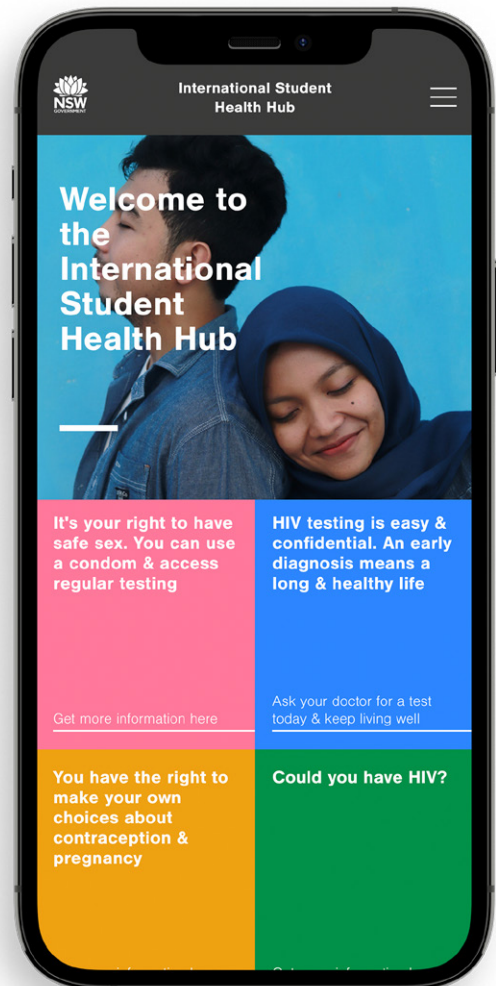 NSW
GOVERNMENT
International Student
Health Hub
Welcome to
the
International
Student
Health Hub
It's your right to have
safe sex. You can use
a condom & access
regular testing
Get more information here
HIV testing is easy &
confidential. An early
diagnosis means a
long & healthy life
Ask your doctor for a test
today & keep living well
You have the right to
make your own
choices about
contraception &
pregnancy
Could you have HIV?